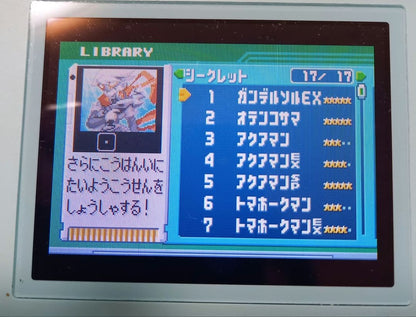 LIBRARY
シークレット 17/ 17
1 ガンデルソルEX ★★★★★
2 オテンコサマ ★★★★★
3 アクアマン ★★★・・
4 アクアマンEX ★★★★・
5 アクアマンSP ★★★★★
6 トマホークマン ★★★・・
7 トマホークマンEX ★★★★・
さらにこうはんいに
たいようこうせんを
しょうしゃする!